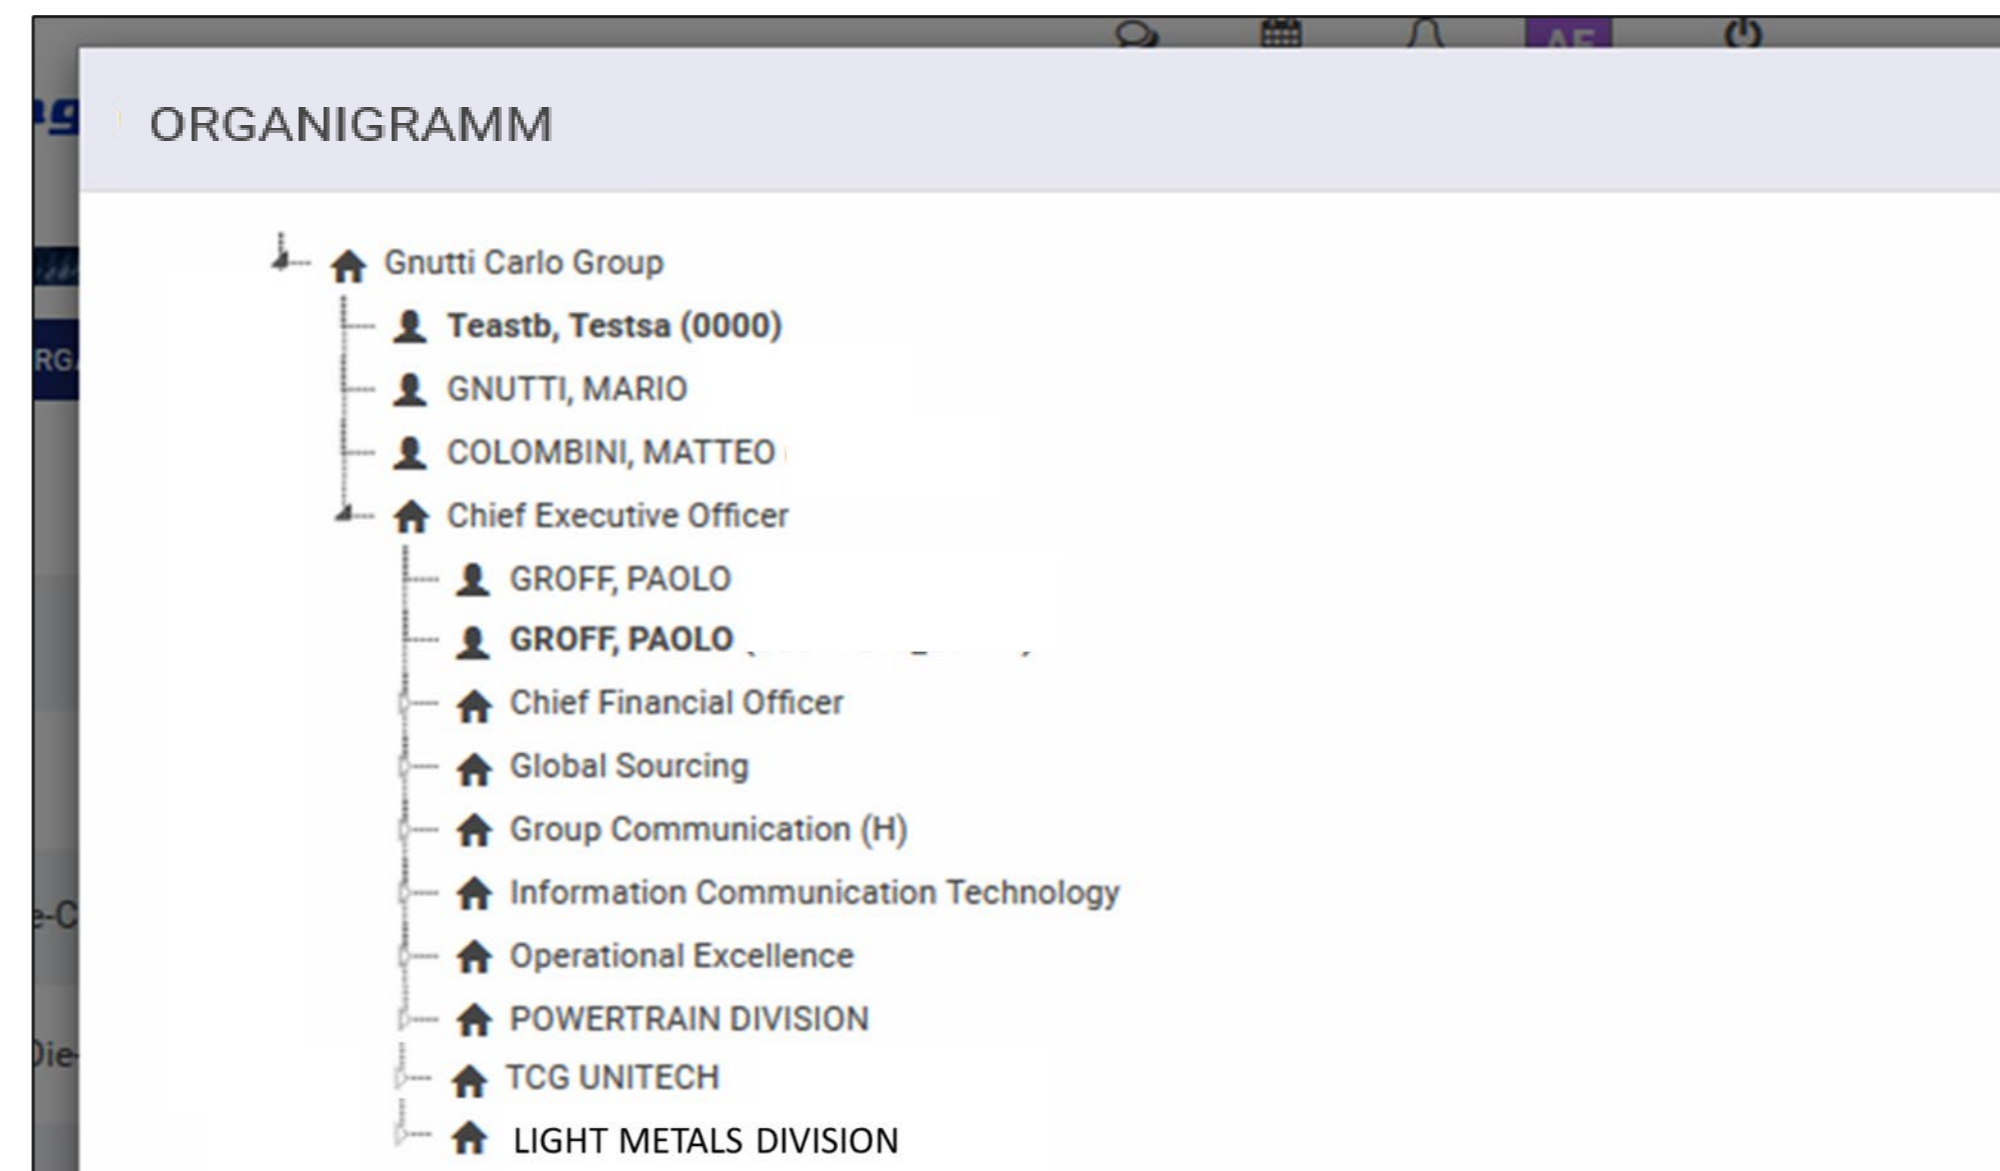 AF
ORGANIGRAMM
Gnutti Carlo Group
Teastb, Testsa (0000)
GNUTTI, MARIO
COLOMBINI, MATTEO
Chief Executive Officer
GROFF, PAOLO
GROFF, PAOLO
Chief Financial Officer
Global Sourcing
Group Communication (H)
Information Communication Technology
Operational Excellence
POWERTRAIN DIVISION
TCG UNITECH
LIGHT METALS DIVISION